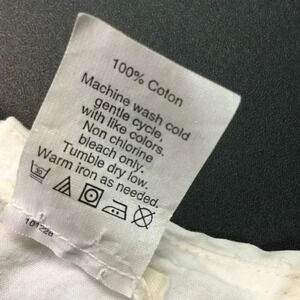 100% Coton
Machine wash cold
gentle cycle,
with like colors.
Non chlorine
bleach only.
Tumble dry low.
Warm iron as needed.